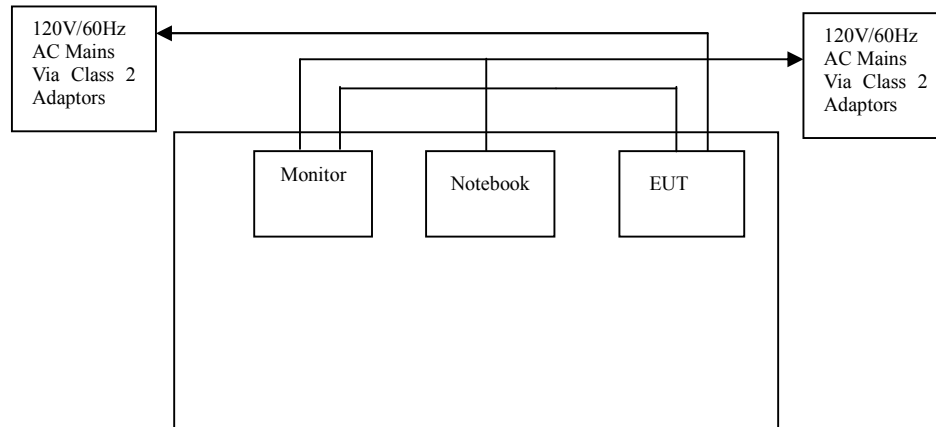 120V/60Hz
AC Mains
Via Class 2
Adaptors
120V/60Hz
AC Mains
Via Class 2
Adaptors
Monitor
Notebook
EUT